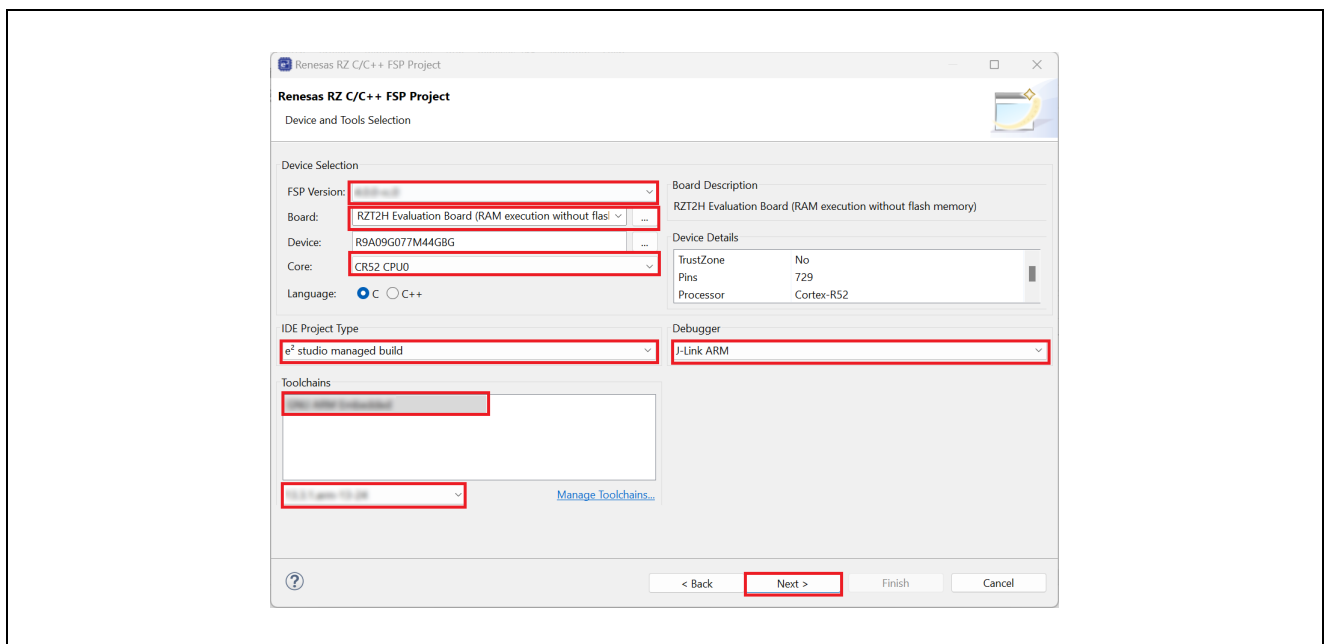 Renesas RZ C/C++ FSP Project
Renesas RZ C/C++ FSP Project
Device and Tools Selection
Device Selection
FSP Version:
Board: RZT2H Evaluation Board (RAM execution without flas ...
Device: R9A09G077M44GBG ...
Core: CR52 CPU0
Language: C C++
Board Description
RZT2H Evaluation Board (RAM execution without flash memory)
Device Details
TrustZone No
Pins 729
Processor Cortex-R52
IDE Project Type
e² studio managed build
Debugger
J-Link ARM
Toolchains
Manage Toolchains...
? < Back Next > Finish Cancel